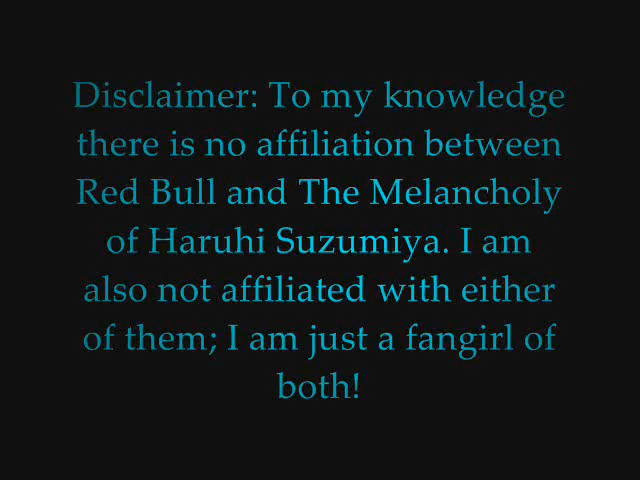 Disclaimer: To my knowledge
there is no affiliation between
Red Bull and The Melancholy
of Haruhi Suzumiya. I am
also not affiliated with either
of them; I am just a fangirl of
both!